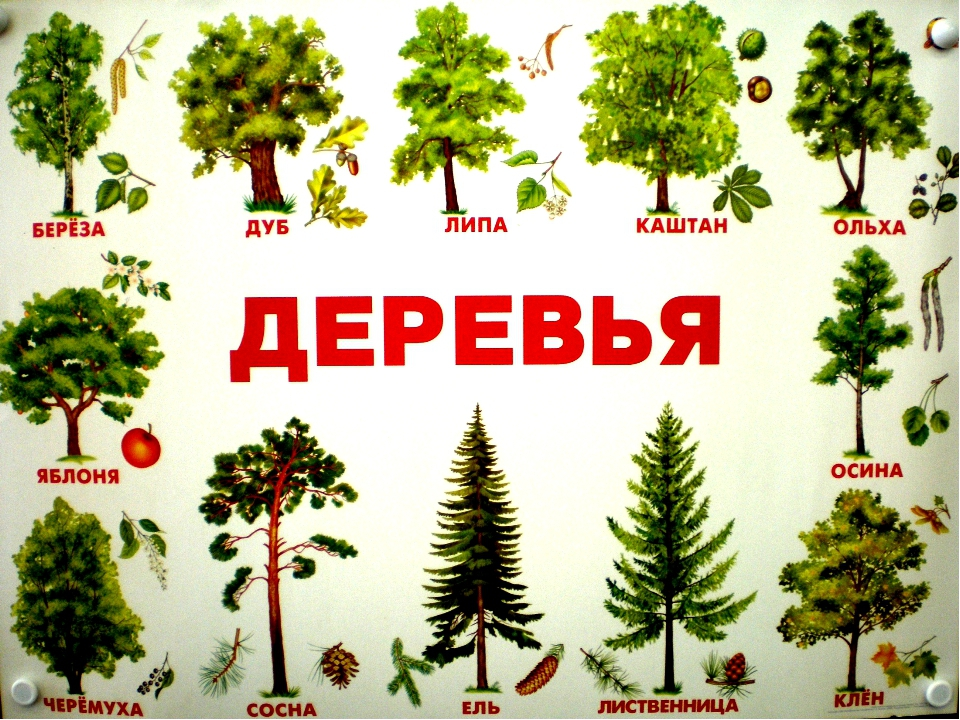 БЕРЁЗА ДУБ ЛИПА КАШТАН ОЛЬХА
ДЕРЕВЬЯ
ЯБЛОНЯ ОСИНА
ЧЕРЁМУХА СОСНА ЕЛЬ ЛИСТВЕННИЦА КЛЁН